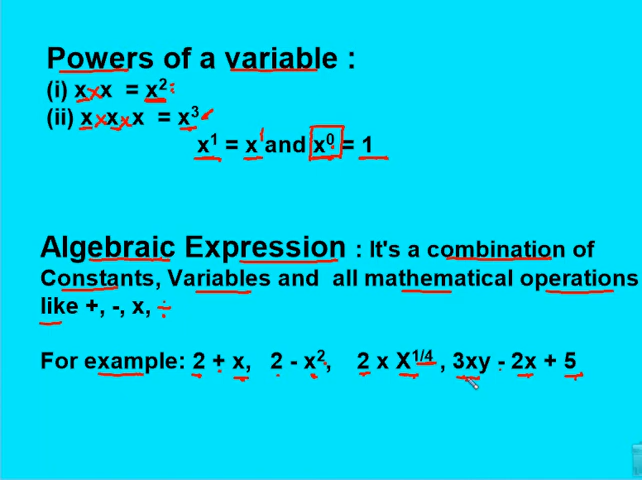 Powers of a variable :
(i) x x x = x²
(ii) x x x x x = x³
x¹ = x¹ and x⁰ = 1
Algebraic Expression : It's a combination of
Constants, Variables and all mathematical operations
like +, -, x, ÷
For example: 2 + x, 2 - x², 2 x X¹/⁴ , 3xy - 2x + 5